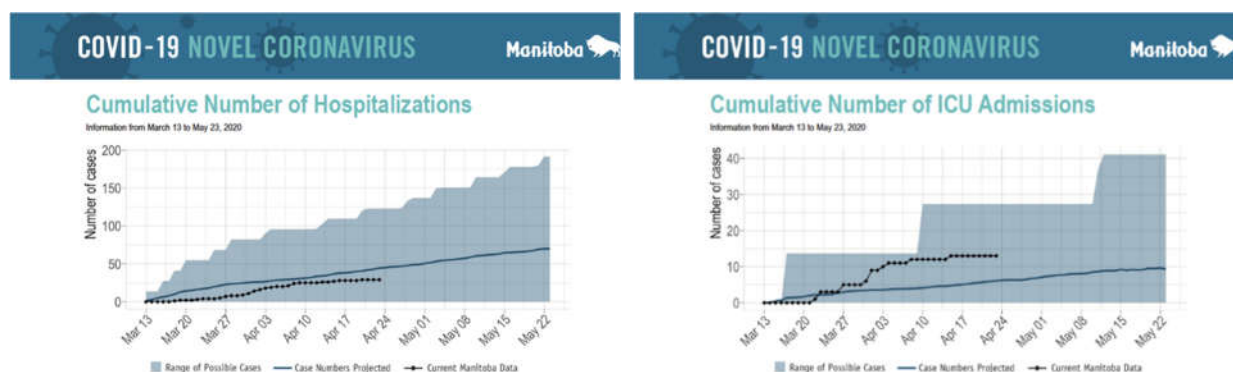 COVID-19 NOVEL CORONAVIRUS
Manitoba
Cumulative Number of Hospitalizations
Information from March 13 to May 23, 2020
Number of cases
200
150
100
50
0
Mar 13
Mar 20
Mar 27
Apr 03
Apr 10
Apr 17
Apr 24
May 01
May 08
May 15
May 22
Range of Possible Cases
Case Numbers Projected
Current Manitoba Data
COVID-19 NOVEL CORONAVIRUS
Manitoba
Cumulative Number of ICU Admissions
Information from March 13 to May 23, 2020
Number of cases
40
30
20
10
0
Mar 13
Mar 20
Mar 27
Apr 03
Apr 10
Apr 17
Apr 24
May 01
May 08
May 15
May 22
Range of Possible Cases
Case Numbers Projected
Current Manitoba Data